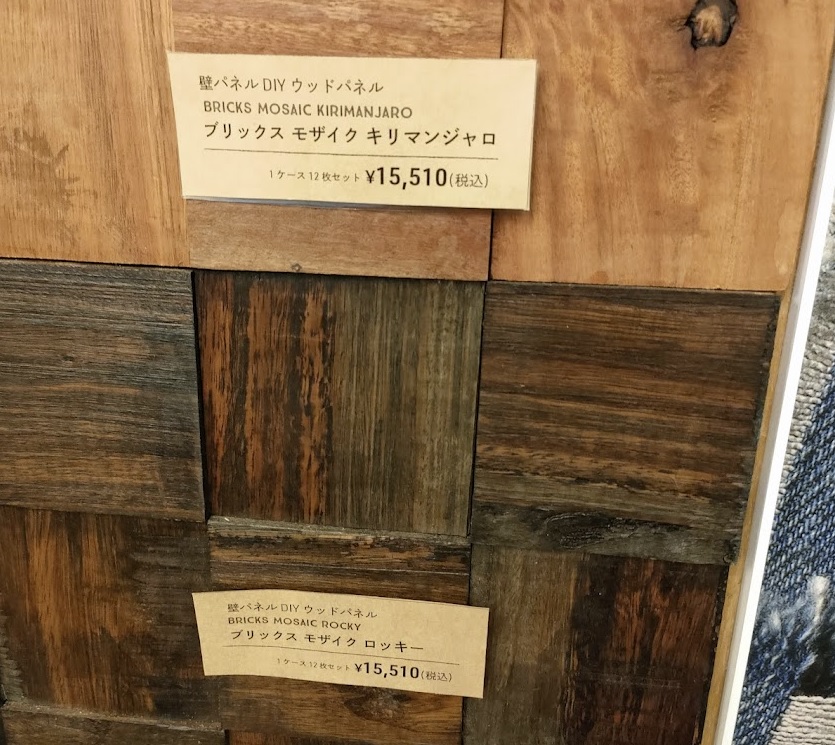 壁パネル DIY ウッドパネル
BRICKS MOSAIC KIRIMANJARO
ブリックス モザイク キリマンジャロ
1ケース12枚セット ¥15,510(税込)
壁パネル DIY ウッドパネル
BRICKS MOSAIC ROCKY
ブリックス モザイク ロッキー
1ケース12枚セット ¥15,510(税込)